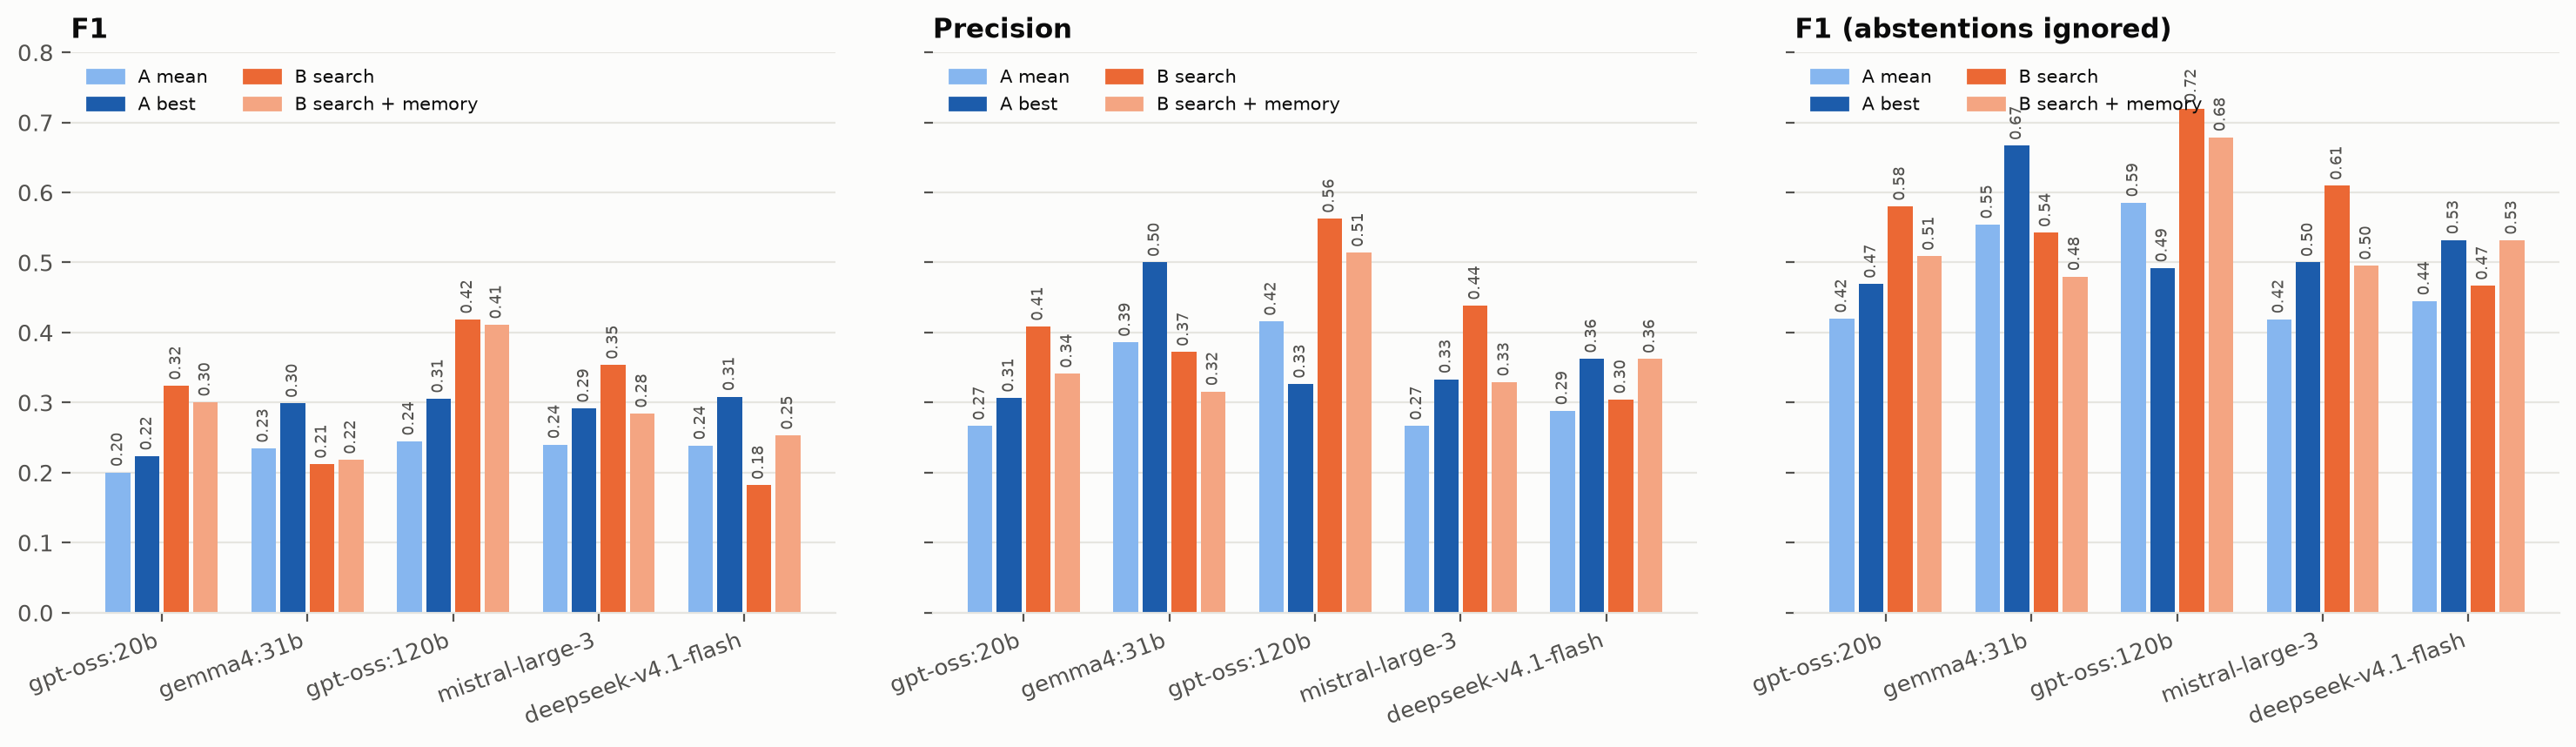 F1
A mean
A best
B search
B search + memory
0.8
0.7
0.6
0.5
0.4
0.3
0.2
0.1
0.0
0.20 0.22 0.32 0.30
0.23 0.30 0.21 0.22
0.24 0.31 0.42 0.41
0.24 0.29 0.35 0.28
0.24 0.31 0.18 0.25
gpt-oss:20b
gemma4:31b
gpt-oss:120b
mistral-large-3
deepseek-v4.1-flash
Precision
A mean
A best
B search
B search + memory
0.27 0.31 0.41 0.34
0.39 0.50 0.37 0.32
0.42 0.33 0.56 0.51
0.27 0.33 0.44 0.33
0.29 0.36 0.30 0.36
gpt-oss:20b
gemma4:31b
gpt-oss:120b
mistral-large-3
deepseek-v4.1-flash
F1 (abstentions ignored)
A mean
A best
B search
B search + memory
0.42 0.47 0.58 0.51
0.55 0.67 0.54 0.48
0.59 0.49 0.72 0.68
0.42 0.50 0.61 0.50
0.44 0.53 0.47 0.53
gpt-oss:20b
gemma4:31b
gpt-oss:120b
mistral-large-3
deepseek-v4.1-flash